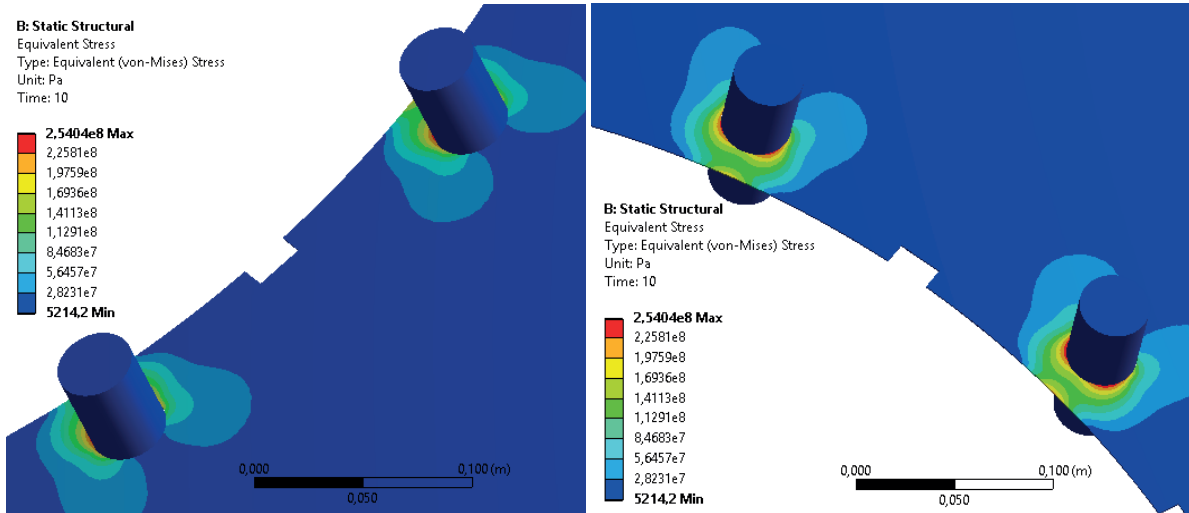 B: Static Structural
Equivalent Stress
Type: Equivalent (von-Mises) Stress
Unit: Pa
Time: 10
2,5404e8 Max
2,2581e8
1,9759e8
1,6936e8
1,4113e8
1,1291e8
8,4683e7
5,6457e7
2,8231e7
5214,2 Min
0,000
0,100 (m)
0,050
B: Static Structural
Equivalent Stress
Type: Equivalent (von-Mises) Stress
Unit: Pa
Time: 10
2,5404e8 Max
2,2581e8
1,9759e8
1,6936e8
1,4113e8
1,1291e8
8,4683e7
5,6457e7
2,8231e7
5214,2 Min
0,000
0,100 (m)
0,050